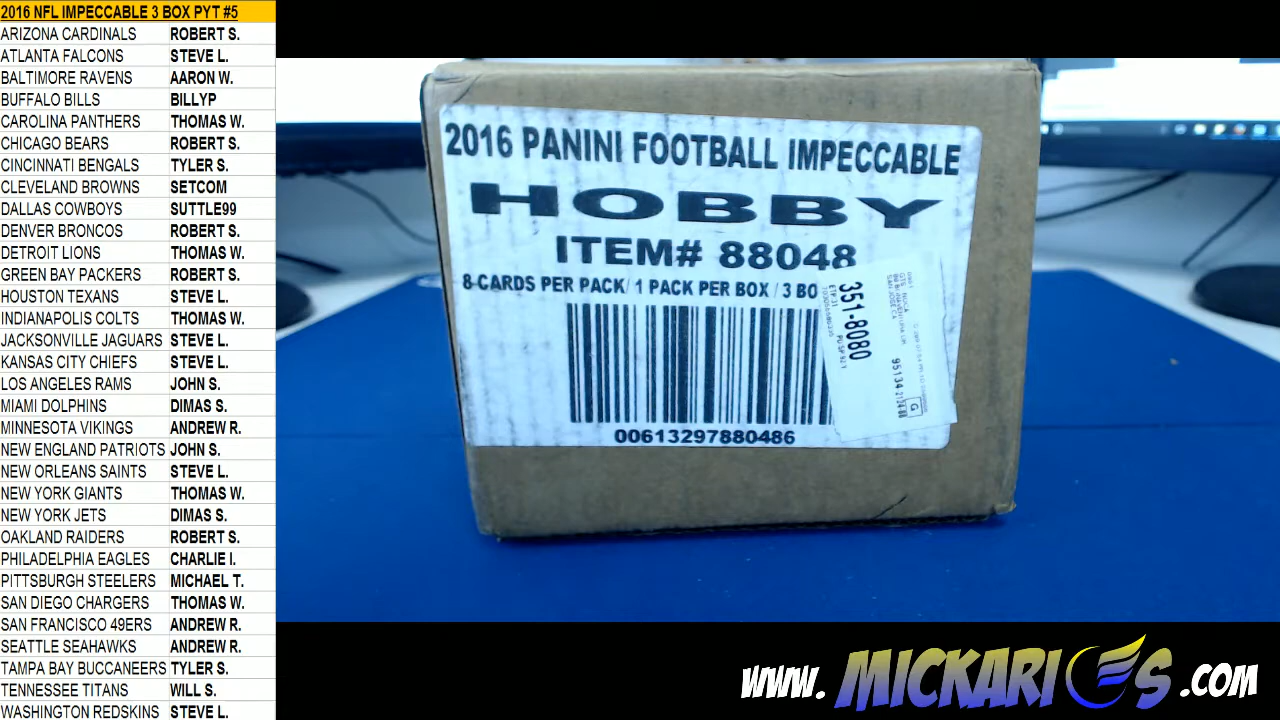 2016 NFL IMPECCABLE 3 BOX PYT #5
ARIZONA CARDINALS ROBERT S.
ATLANTA FALCONS STEVE L.
BALTIMORE RAVENS AARON W.
BUFFALO BILLS BILLYP
CAROLINA PANTHERS THOMAS W.
CHICAGO BEARS ROBERT S.
CINCINNATI BENGALS TYLER S.
CLEVELAND BROWNS SETCOM
DALLAS COWBOYS SUTTLE99
DENVER BRONCOS ROBERT S.
DETROIT LIONS THOMAS W.
GREEN BAY PACKERS ROBERT S.
HOUSTON TEXANS STEVE L.
INDIANAPOLIS COLTS THOMAS W.
JACKSONVILLE JAGUARS STEVE L.
KANSAS CITY CHIEFS STEVE L.
LOS ANGELES RAMS JOHN S.
MIAMI DOLPHINS DIMAS S.
MINNESOTA VIKINGS ANDREW R.
NEW ENGLAND PATRIOTS JOHN S.
NEW ORLEANS SAINTS STEVE L.
NEW YORK GIANTS THOMAS W.
NEW YORK JETS DIMAS S.
OAKLAND RAIDERS ROBERT S.
PHILADELPHIA EAGLES CHARLIE I.
PITTSBURGH STEELERS MICHAEL T.
SAN DIEGO CHARGERS THOMAS W.
SAN FRANCISCO 49ERS ANDREW R.
SEATTLE SEAHAWKS ANDREW R.
TAMPA BAY BUCCANEERS TYLER S.
TENNESSEE TITANS WILL S.
WASHINGTON REDSKINS STEVE L.
2016 PANINI FOOTBALL IMPECCABLE
HOBBY
ITEM# 88048
8 CARDS PER PACK/ 1 PACK PER BOX / 3 BO
351-8080
95134
G
00613297880486
www.MICKARIOS.com